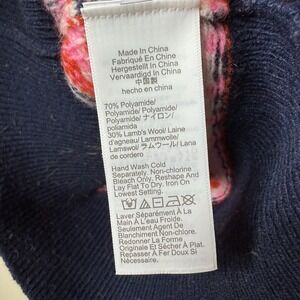 Made In China
Fabriqué En Chine
Hergestellt In China
Vervaardigd In China
中国製
hecho en china
70% Polyamide/
Polyamide/ Polyamide/
Polyamide/ ナイロン/
poliamida
30% Lamb's Wool/ Laine
d'agneau/ Lammwolle/
Lamswol/ ラムウール/ Lana
de cordero
Hand Wash Cold
Separately. Non-chlorine
Bleach Only. Reshape And
Lay Flat To Dry. Iron On
Lowest Setting.
Laver Séparément À La
Main À L'eau Froide.
Seulement Agent De
Blanchiment Non-chlore.
Redonner La Forme
Originale Et Sécher À Plat.
Repasser À Fer Doux Si
Nécessaire.